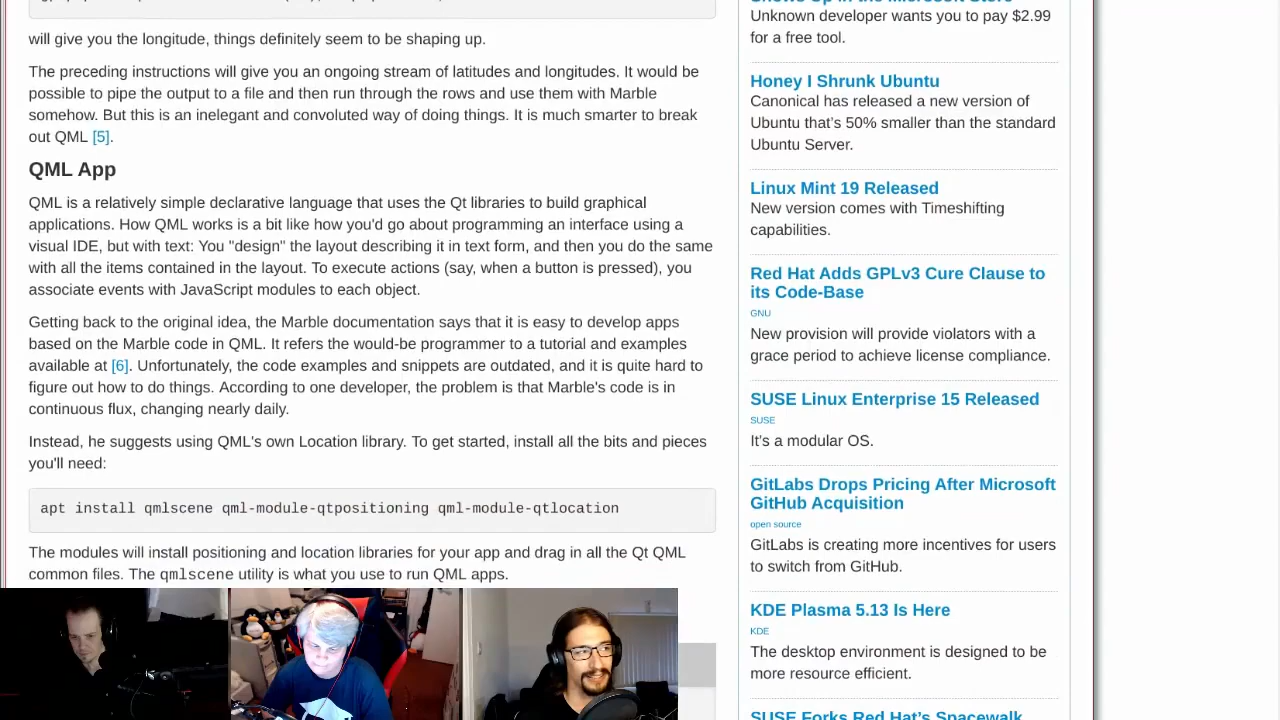 will give you the longitude, things definitely seem to be shaping up.
The preceding instructions will give you an ongoing stream of latitudes and longitudes. It would be
possible to pipe the output to a file and then run through the rows and use them with Marble
somehow. But this is an inelegant and convoluted way of doing things. It is much smarter to break
out QML [5].
QML App
QML is a relatively simple declarative language that uses the Qt libraries to build graphical
applications. How QML works is a bit like how you'd go about programming an interface using a
visual IDE, but with text: You "design" the layout describing it in text form, and then you do the same
with all the items contained in the layout. To execute actions (say, when a button is pressed), you
associate events with JavaScript modules to each object.
Getting back to the original idea, the Marble documentation says that it is easy to develop apps
based on the Marble code in QML. It refers the would-be programmer to a tutorial and examples
available at [6]. Unfortunately, the code examples and snippets are outdated, and it is quite hard to
figure out how to do things. According to one developer, the problem is that Marble's code is in
continuous flux, changing nearly daily.
Instead, he suggests using QML's own Location library. To get started, install all the bits and pieces
you'll need:
apt install qmlscene qml-module-qtpositioning qml-module-qtlocation
The modules will install positioning and location libraries for your app and drag in all the Qt QML
common files. The qmlscene utility is what you use to run QML apps.
Shows Up in the Microsoft Store
Unknown developer wants you to pay $2.99
for a free tool.
Honey I Shrunk Ubuntu
Canonical has released a new version of
Ubuntu that's 50% smaller than the standard
Ubuntu Server.
Linux Mint 19 Released
New version comes with Timeshifting
capabilities.
Red Hat Adds GPLv3 Cure Clause to
its Code-Base
GNU
New provision will provide violators with a
grace period to achieve license compliance.
SUSE Linux Enterprise 15 Released
SUSE
It's a modular OS.
GitLabs Drops Pricing After Microsoft
GitHub Acquisition
open source
GitLabs is creating more incentives for users
to switch from GitHub.
KDE Plasma 5.13 Is Here
KDE
The desktop environment is designed to be
more resource efficient.
SUSE Forks Red Hat's Spacewalk